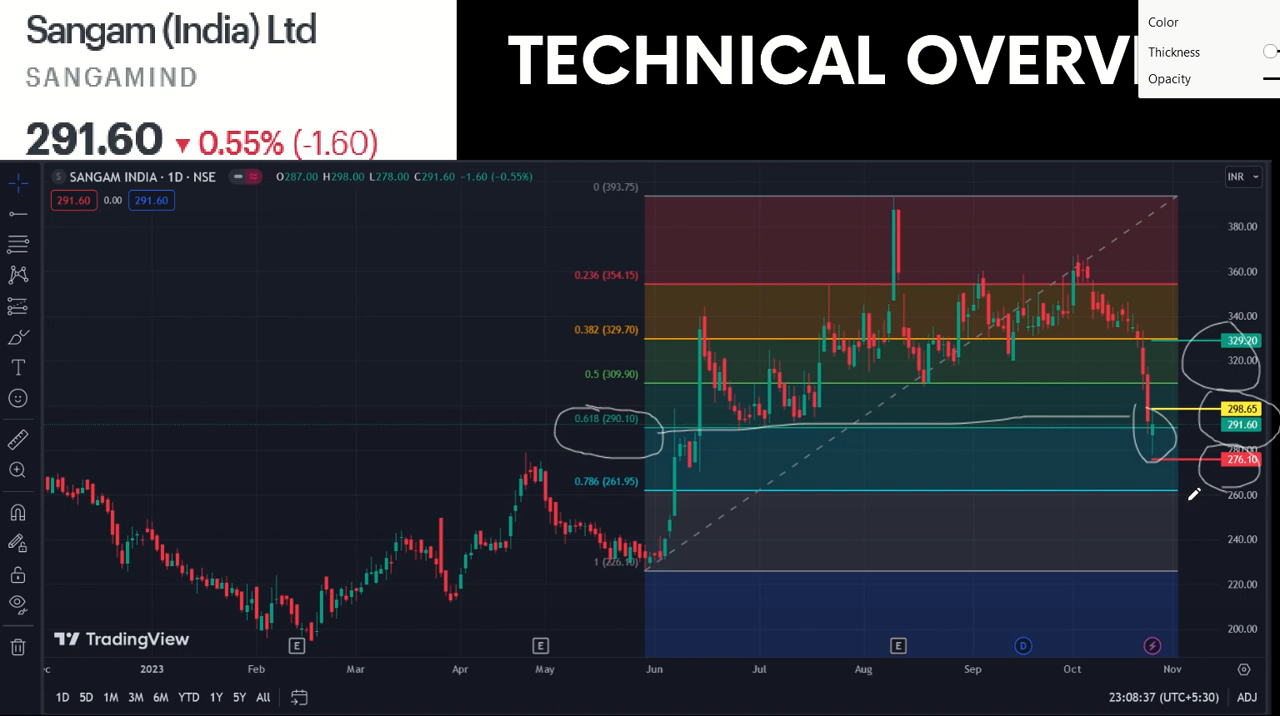 Sangam (India) Ltd
SANGAMIND
291.60 ▼ 0.55% (-1.60)
TECHNICAL
Color
Thickness
Opacity
S SANGAM INDIA · 1D · NSE O287.00 H298.00 L278.00 C291.60 −1.60 (−0.55%)
INR
291.60 0.00 291.60
0 (393.75)
380.00
0.236 (354.15)
360.00
0.382 (329.70)
340.00
329.20
320.00
0.5 (309.90)
298.65
0.618 (290.10)
291.60
276.10
0.786 (261.95)
260.00
240.00
1 (226.10)
220.00
200.00
TradingView
E E E D
2023 Feb Mar Apr May Jun Jul Aug Sep Oct Nov
1D 5D 1M 3M 6M YTD 1Y 5Y All
23:08:37 (UTC+5:30) ADJ